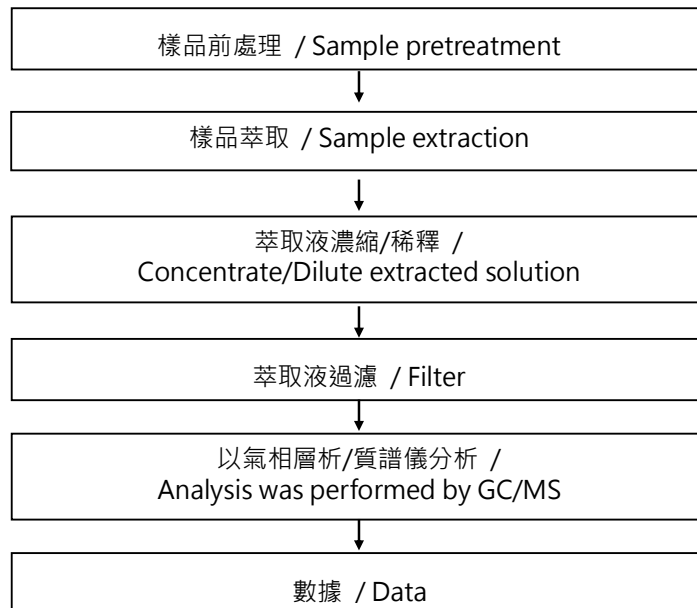 樣品前處理 / Sample pretreatment
樣品萃取 / Sample extraction
萃取液濃縮/稀釋 /
Concentrate/Dilute extracted solution
萃取液過濾 / Filter
以氣相層析/質譜儀分析 /
Analysis was performed by GC/MS
數據 / Data